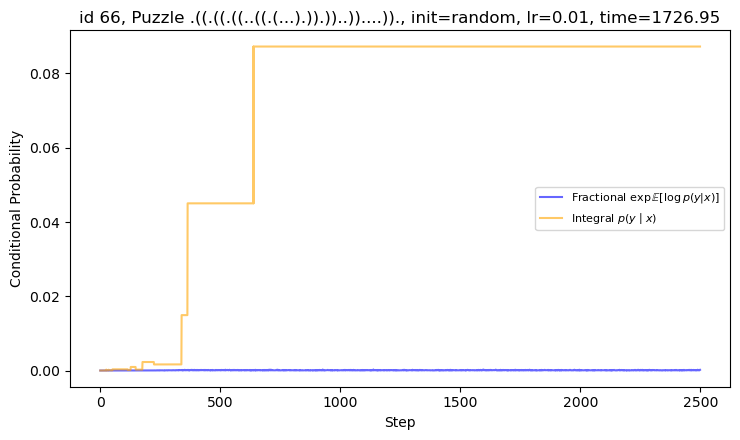 id 66, Puzzle .((.((.((..((.(...).)).))..))....))., init=random, lr=0.01, time=1726.95
Conditional Probability
0.08
0.06
0.04
0.02
0.00
Fractional exp𝔼[log p(y|x)]
Integral p(y | x)
0
500
1000
1500
2000
2500
Step